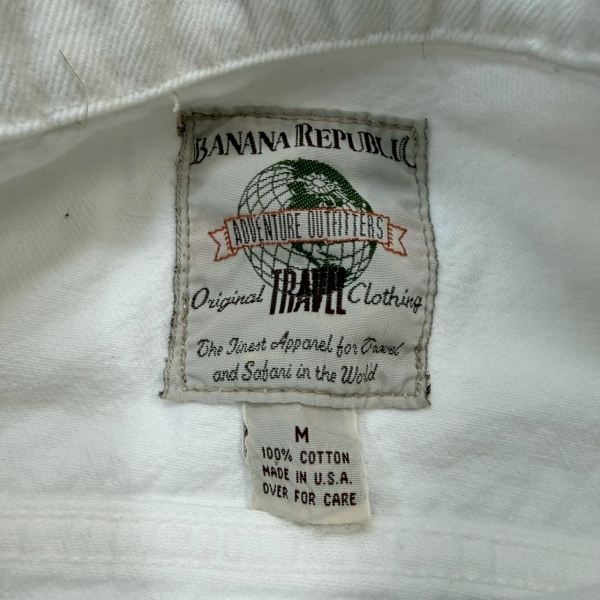 BANANA REPUBLIC
ADVENTURE OUTFITTERS
Original TRAVEL Clothing
The Finest Apparel for Travel
and Safari in the World
M
100% COTTON
MADE IN U.S.A.
OVER FOR CARE